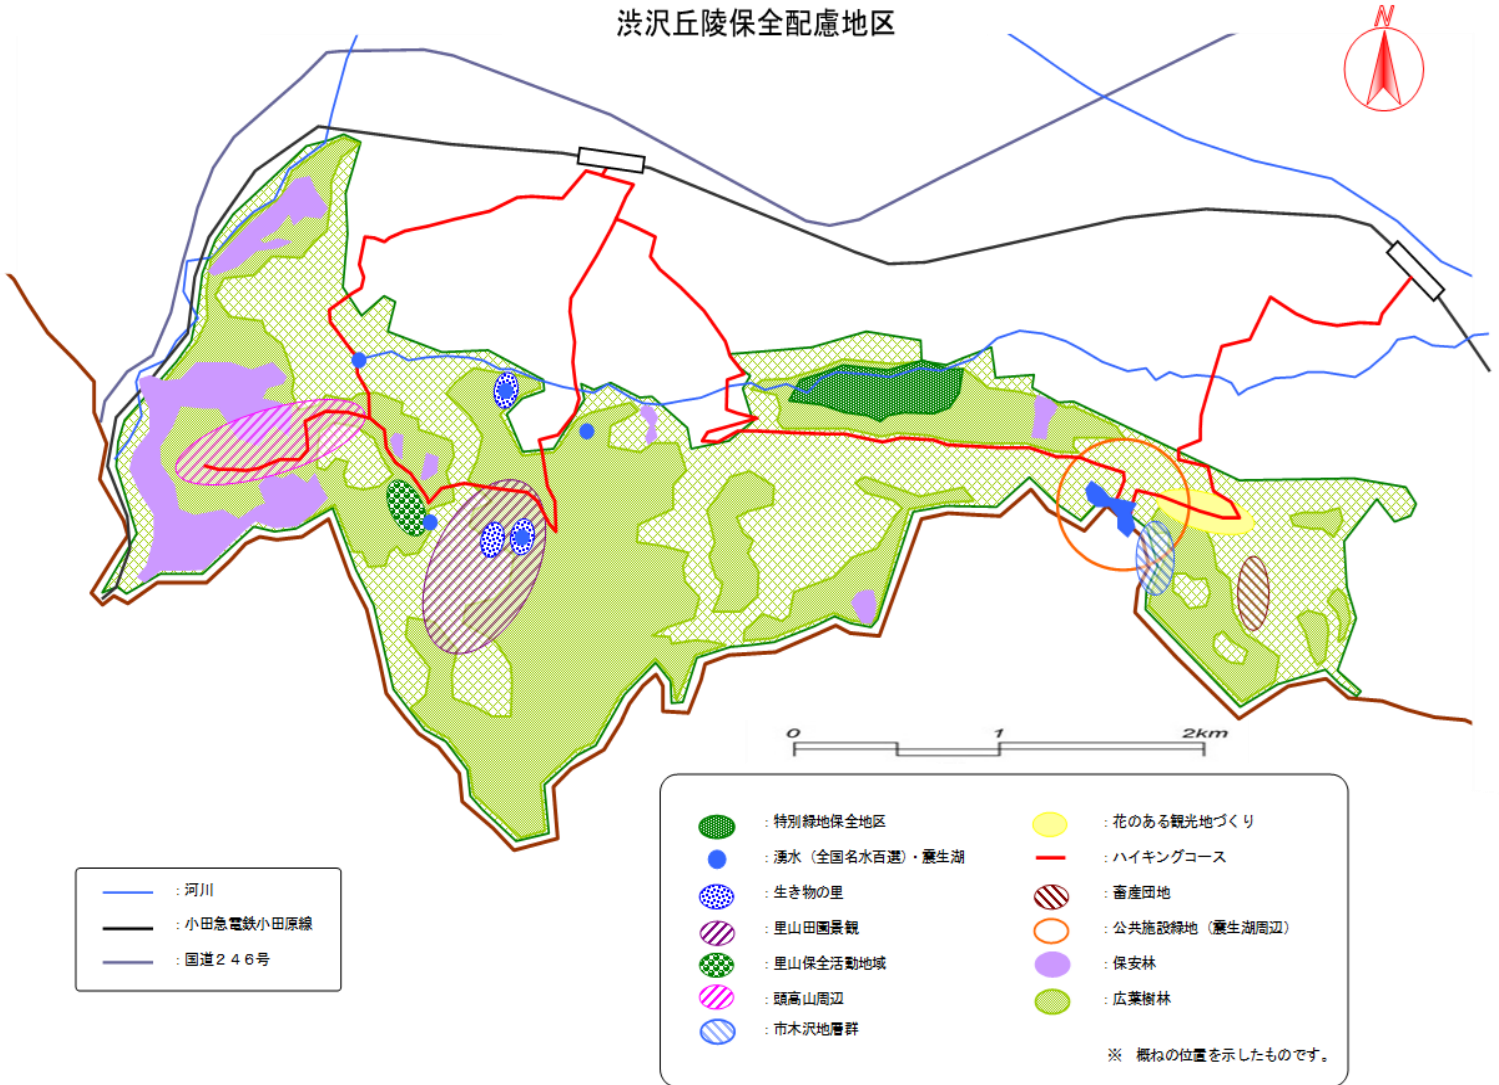 渋沢丘陵保全配慮地区
N
0 1 2km
：特別緑地保全地区
：湧水（全国名水百選）・震生湖
：生き物の里
：里山田園景観
：里山保全活動地域
：頭高山周辺
：市木沢地層群
：花のある観光地づくり
：ハイキングコース
：畜産団地
：公共施設緑地（震生湖周辺）
：保安林
：広葉樹林
※　概ねの位置を示したものです。
：河川
：小田急電鉄小田原線
：国道２４６号